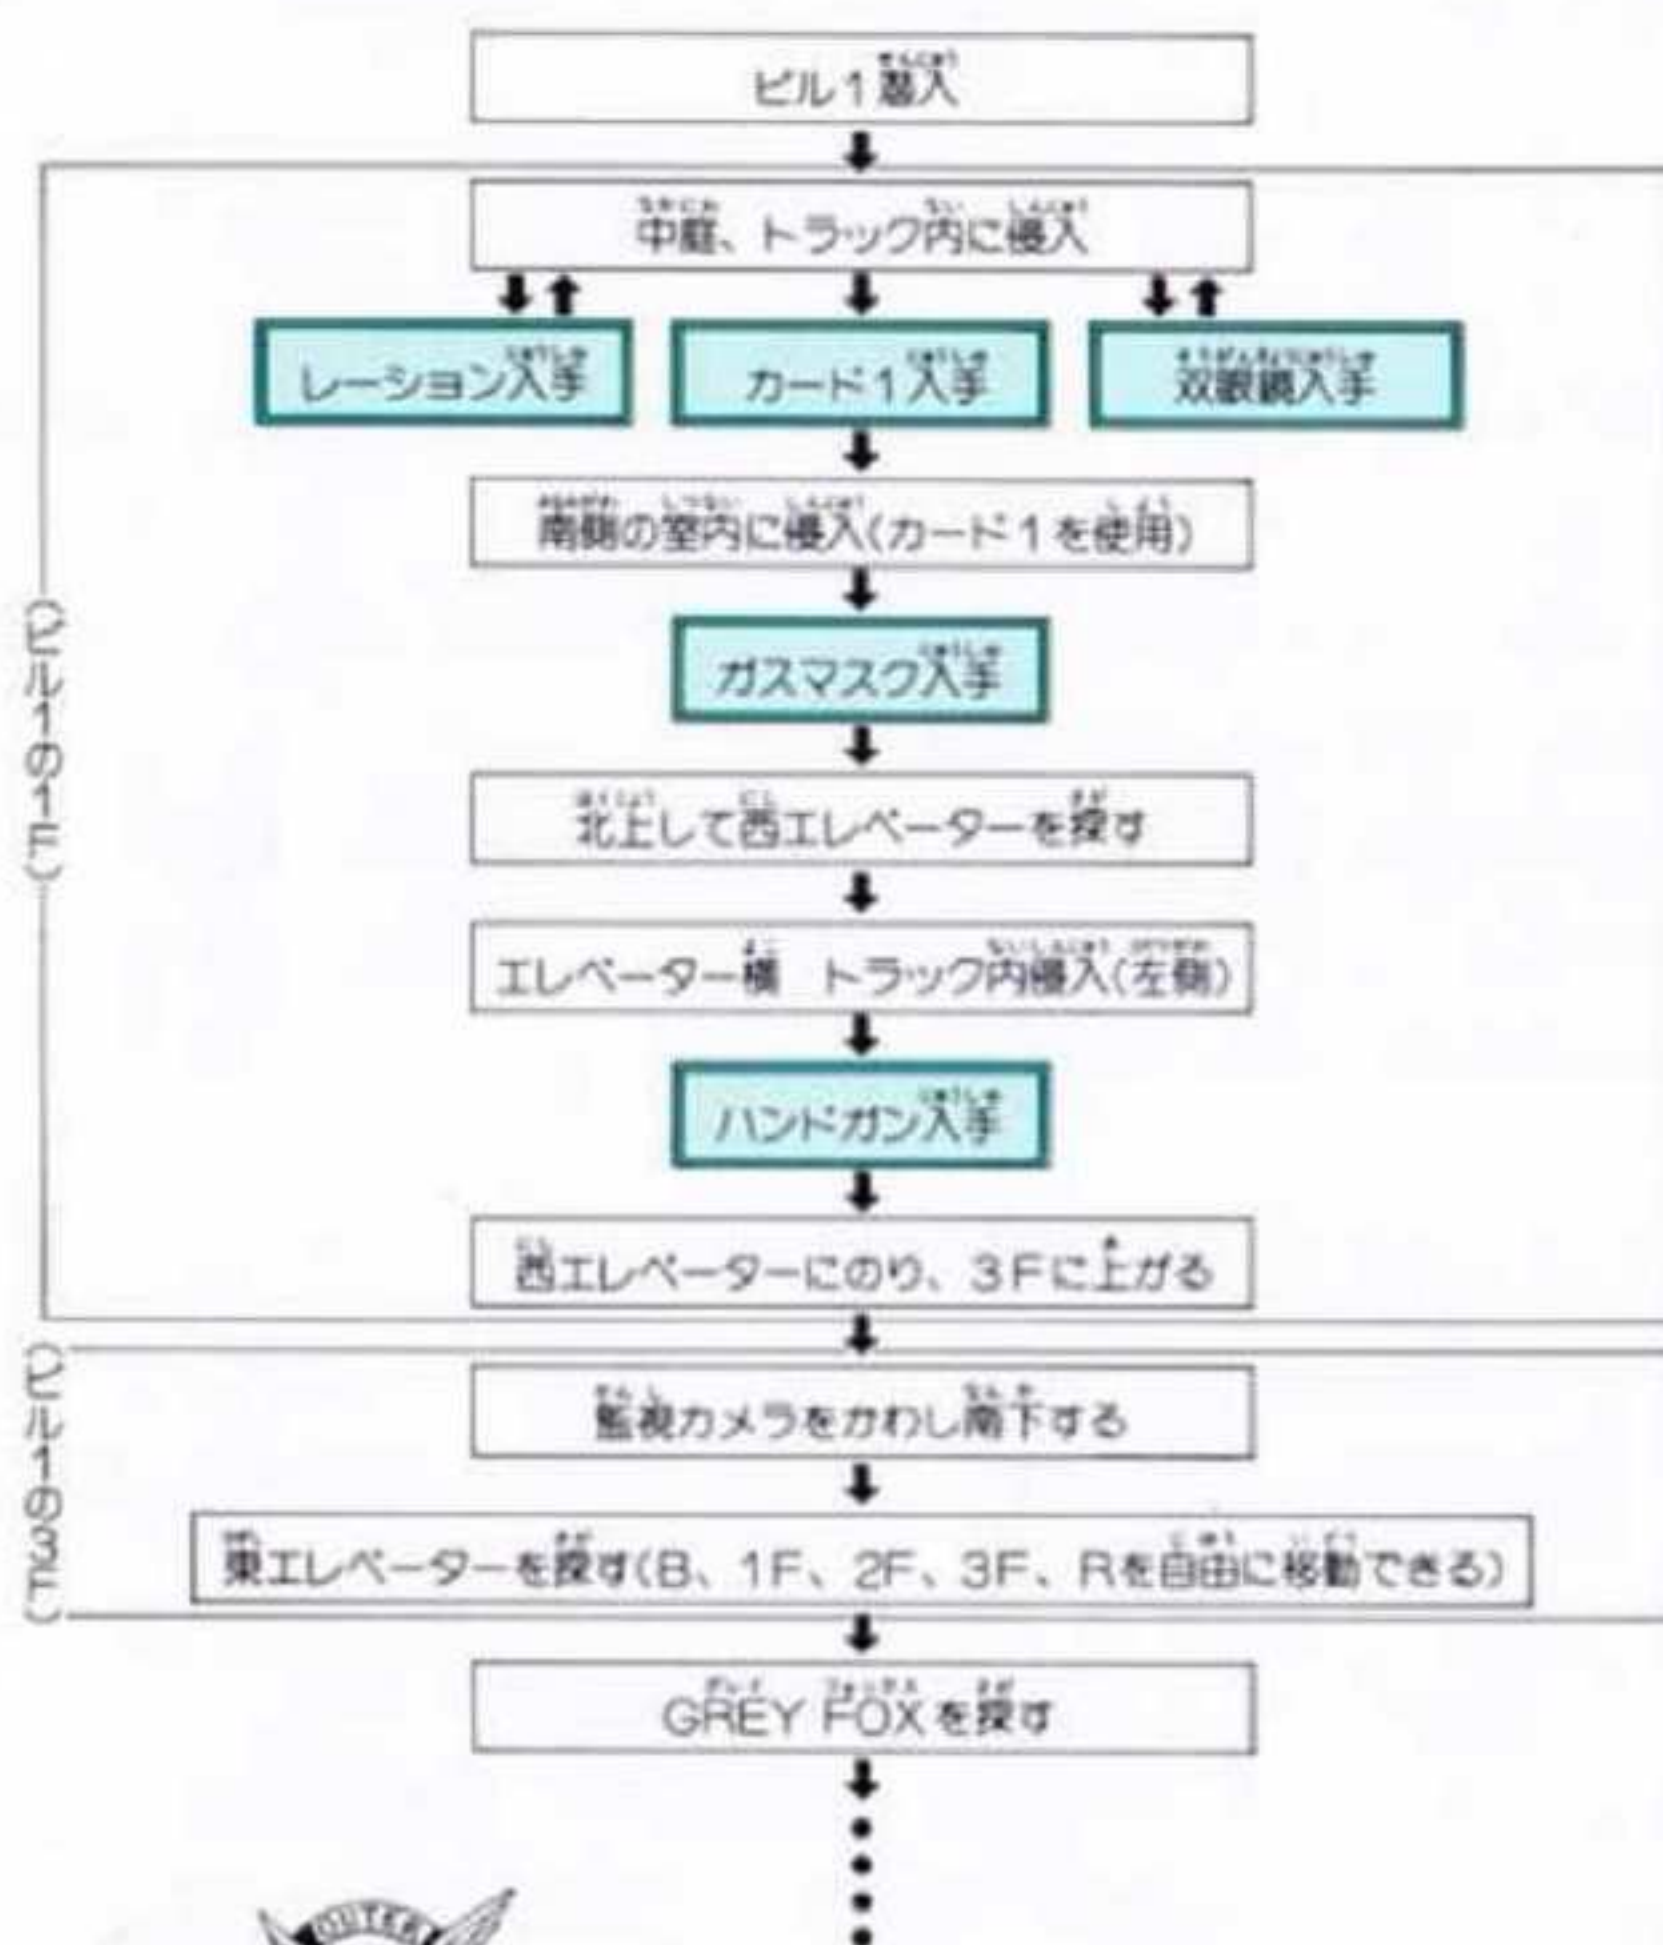 ビル1潜入
中庭、トラック内に侵入
レーション入手
カード1入手
双眼鏡入手
南側の室内に侵入(カード1を使用)
ガスマスク入手
北上して西エレベーターを探す
エレベーター横 トラック内侵入(左側)
ハンドガン入手
西エレベーターにのり、3Fに上がる
(ビル1の1F)
監視カメラをかわし南下する
東エレベーターを探す(B、1F、2F、3F、Rを自由に移動できる)
(ビル1の3F)
GREY FOXを探す
OUTER